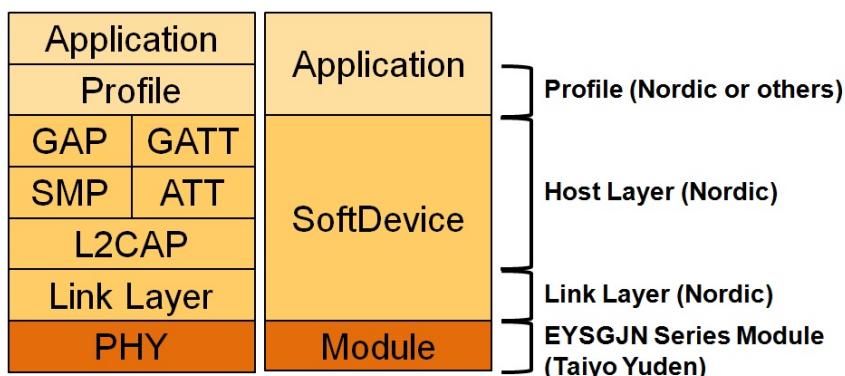 Application
Profile
GAP GATT
SMP ATT
L2CAP
Link Layer
PHY
Application
SoftDevice
Module
Profile (Nordic or others)
Host Layer (Nordic)
Link Layer (Nordic)
EYSGJN Series Module
(Taiyo Yuden)